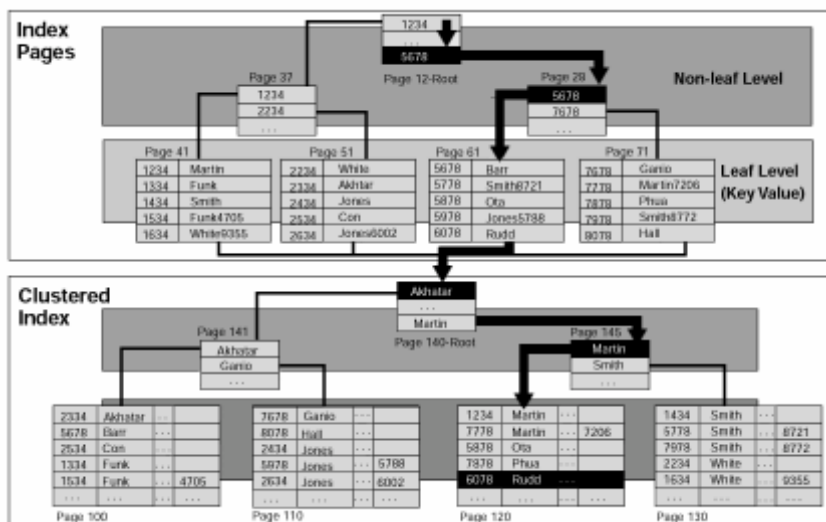 Index Pages
1234
...
5678
Page 12-Root
Non-leaf Level
Page 37
1234
2234
...
Page 28
5678
7678
...
Page 41
1234 Martin
1334 Funk
1434 Smith
1534 Funk4705
1634 White9355
Page 51
2234 White
2334 Akhtar
2434 Jones
2534 Con
2634 Jones6002
Page 61
5678 Barr
5778 Smith8721
5878 Ota
5978 Jones5788
6078 Rudd
Page 71
7678 Ganio
7778 Martin7206
7878 Phua
7978 Smith8772
8078 Hall
Leaf Level
(Key Value)
Clustered Index
Akhatar
...
Martin
Page 140-Root
Page 141
Akhatar
Ganio
...
Page 145
Martin
Smith
...
2334 Akhatar ...
5678 Barr ...
2534 Con ...
1334 Funk ...
1534 Funk ... 4705
... ... ... ...
Page 100
7678 Ganio ...
8078 Hall ...
2434 Jones ...
5978 Jones ... 5788
2634 Jones ... 6002
... ... ... ...
Page 110
1234 Martin ...
7778 Martin ... 7206
5878 Ota ...
7878 Phua ...
6078 Rudd ...
... ... ... ...
Page 120
1434 Smith ...
5778 Smith ... 8721
7978 Smith ... 8772
2234 White ...
1634 White ... 9355
... ... ... ...
Page 130